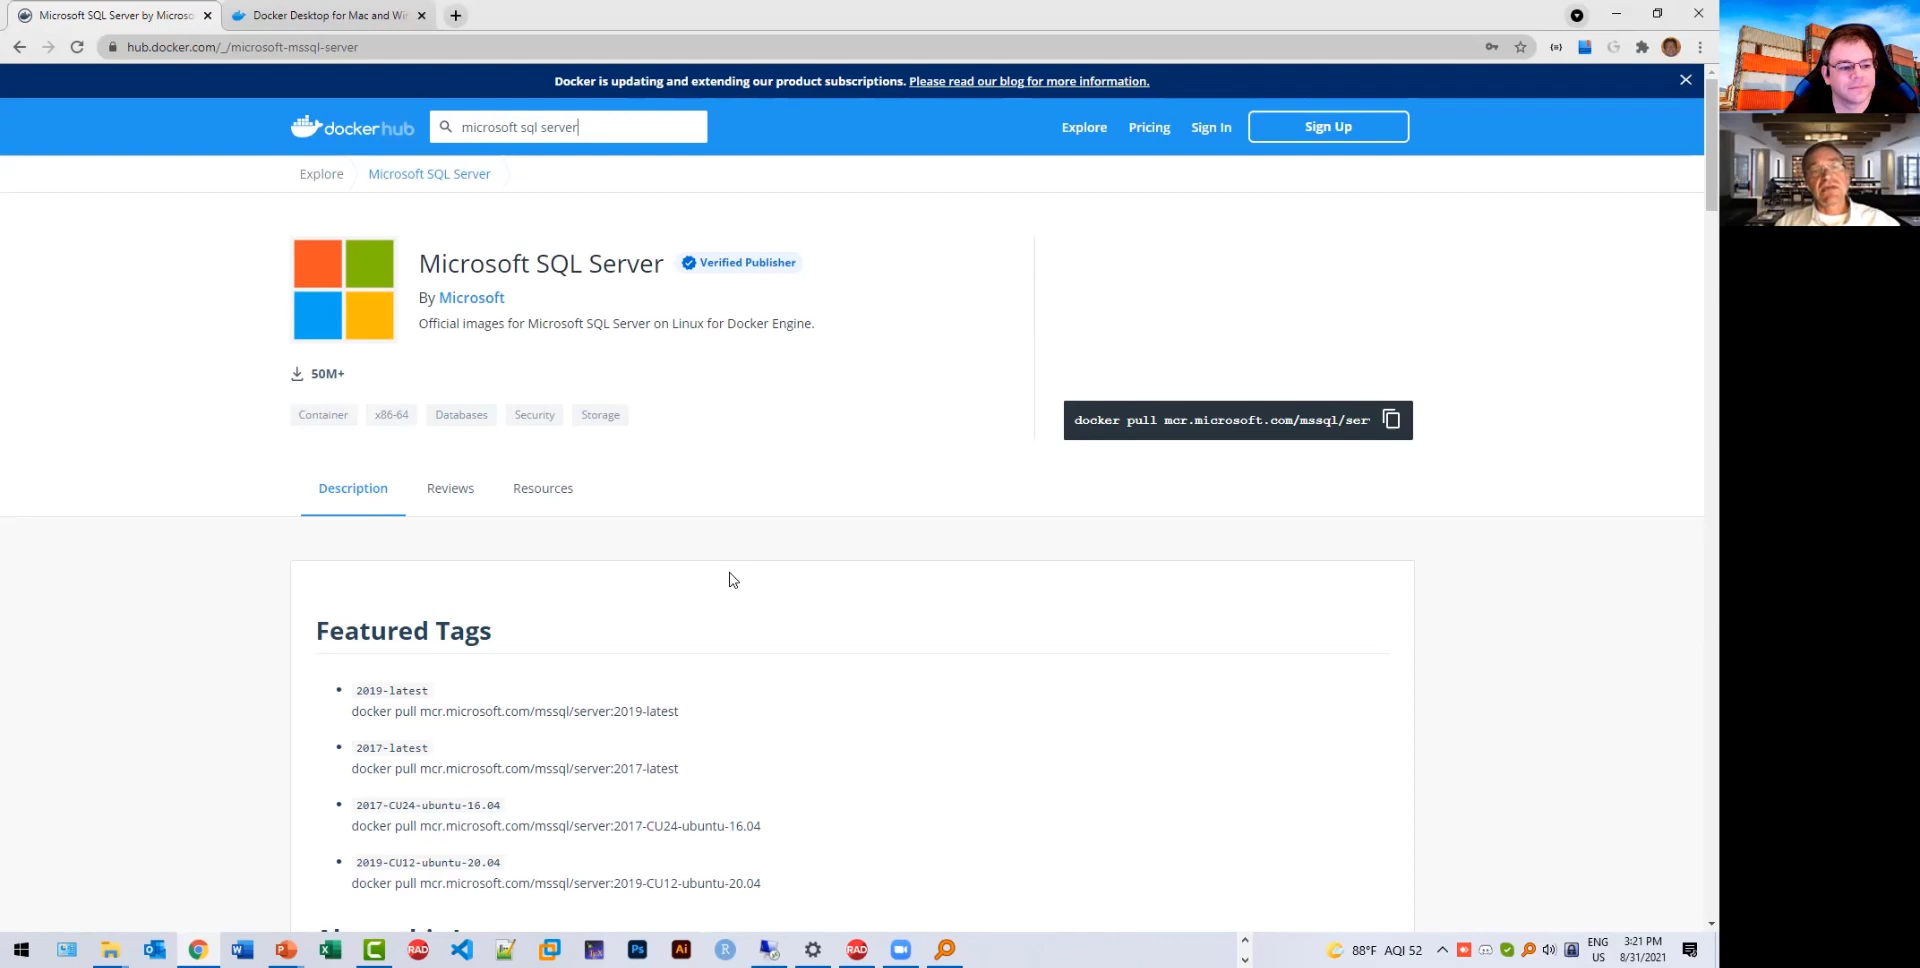 Microsoft SQL Server by Microso
Docker Desktop for Mac and Wi
hub.docker.com/_/microsoft-mssql-server
Docker is updating and extending our product subscriptions. Please read our blog for more information.
dockerhub
microsoft sql server
Explore
Pricing
Sign In
Sign Up
Explore
Microsoft SQL Server
Microsoft SQL Server
Verified Publisher
By Microsoft
Official images for Microsoft SQL Server on Linux for Docker Engine.
50M+
Container
x86-64
Databases
Security
Storage
docker pull mcr.microsoft.com/mssql/ser
Description
Reviews
Resources
Featured Tags
• 2019-latest
docker pull mcr.microsoft.com/mssql/server:2019-latest
• 2017-latest
docker pull mcr.microsoft.com/mssql/server:2017-latest
• 2017-CU24-ubuntu-16.04
docker pull mcr.microsoft.com/mssql/server:2017-CU24-ubuntu-16.04
• 2019-CU12-ubuntu-20.04
docker pull mcr.microsoft.com/mssql/server:2019-CU12-ubuntu-20.04
RAD
Ps
Ai
R
RAD
88°F AQI 52
ENG
US
3:21 PM
8/31/2021